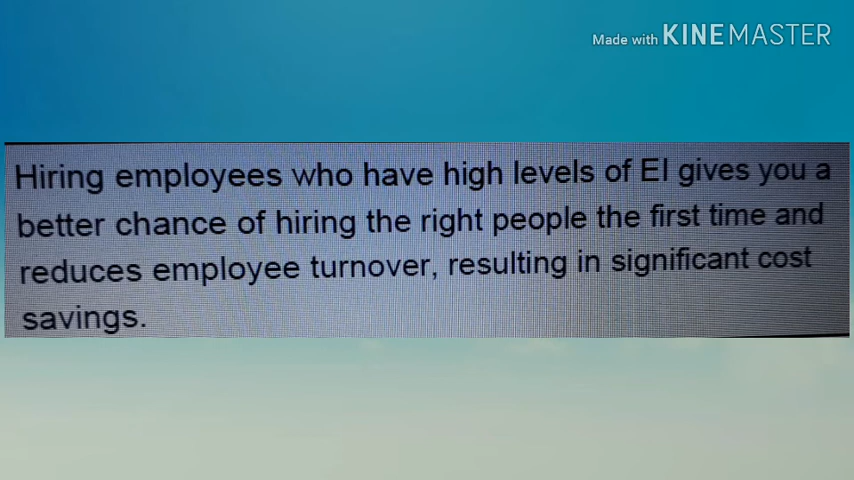 Made with KINEMASTER
Hiring employees who have high levels of EI gives you a
better chance of hiring the right people the first time and
reduces employee turnover, resulting in significant cost
savings.